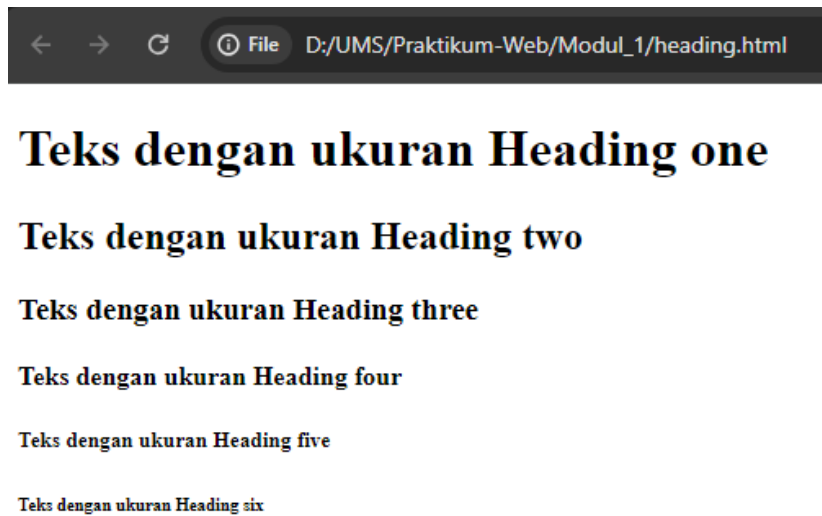 File D:/UMS/Praktikum-Web/Modul_1/heading.html
Teks dengan ukuran Heading one
Teks dengan ukuran Heading two
Teks dengan ukuran Heading three
Teks dengan ukuran Heading four
Teks dengan ukuran Heading five
Teks dengan ukuran Heading six